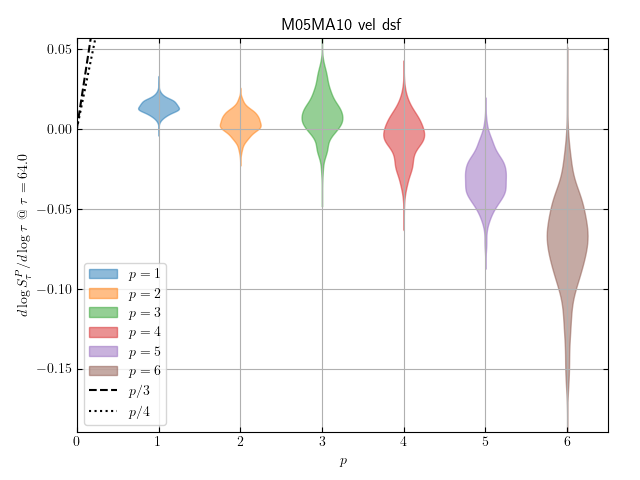 M05MA10 vel dsf
d log S_τ^P / d log τ @ τ = 64.0
0.05
0.00
−0.05
−0.10
−0.15
p = 1
p = 2
p = 3
p = 4
p = 5
p = 6
p/3
p/4
0 1 2 3 4 5 6
p